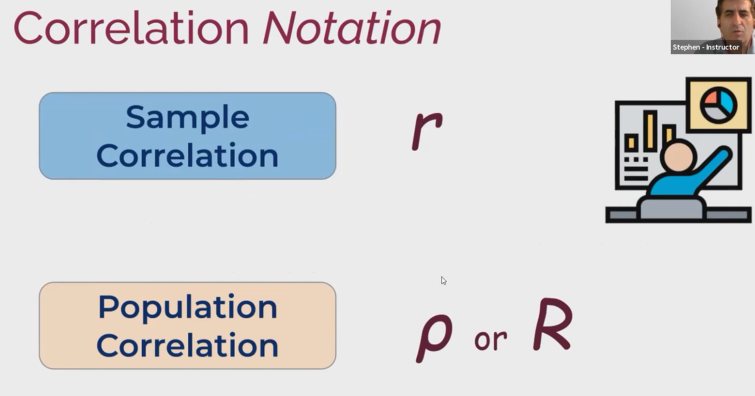 Correlation Notation
Stephen - Instructor
Sample
Correlation
r
Population
Correlation
ρ or R